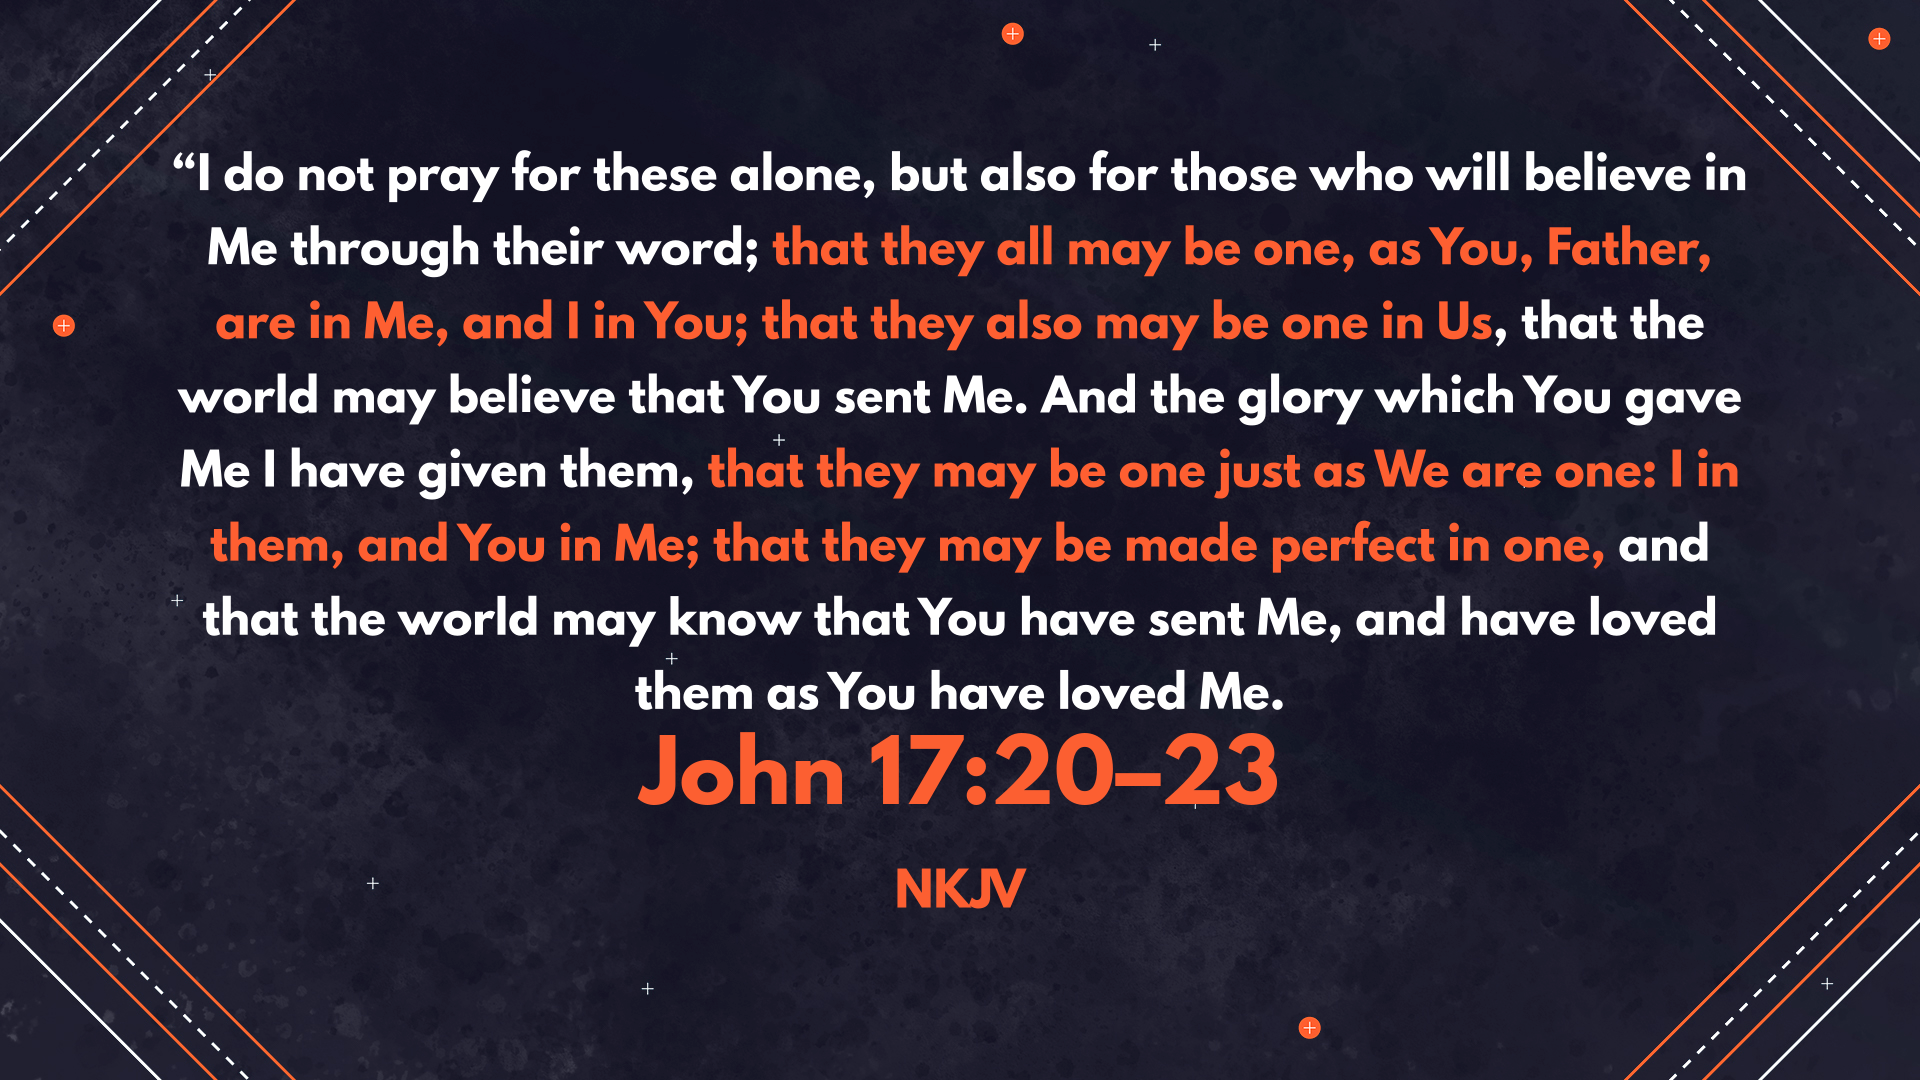 “I do not pray for these alone, but also for those who will believe in
Me through their word; that they all may be one, as You, Father,
are in Me, and I in You; that they also may be one in Us, that the
world may believe that You sent Me. And the glory which You gave
Me I have given them, that they may be one just as We are one: I in
them, and You in Me; that they may be made perfect in one, and
that the world may know that You have sent Me, and have loved
them as You have loved Me.
John 17:20–23
NKJV